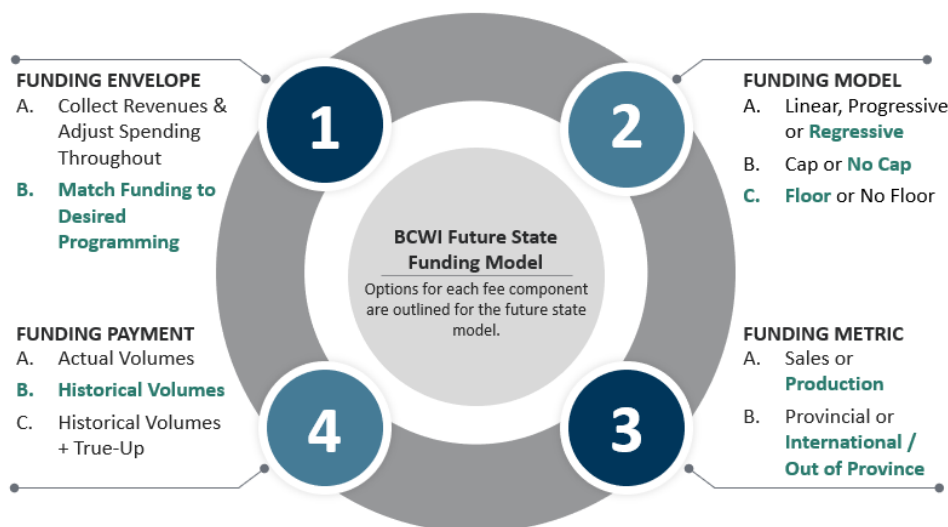 FUNDING ENVELOPE
A. Collect Revenues &
Adjust Spending
Throughout
B. Match Funding to
Desired
Programming
1
2
FUNDING MODEL
A. Linear, Progressive
or Regressive
B. Cap or No Cap
C. Floor or No Floor
BCWI Future State
Funding Model
Options for each fee component
are outlined for the future state
model.
FUNDING PAYMENT
A. Actual Volumes
B. Historical Volumes
C. Historical Volumes
+ True-Up
4
3
FUNDING METRIC
A. Sales or
Production
B. Provincial or
International /
Out of Province